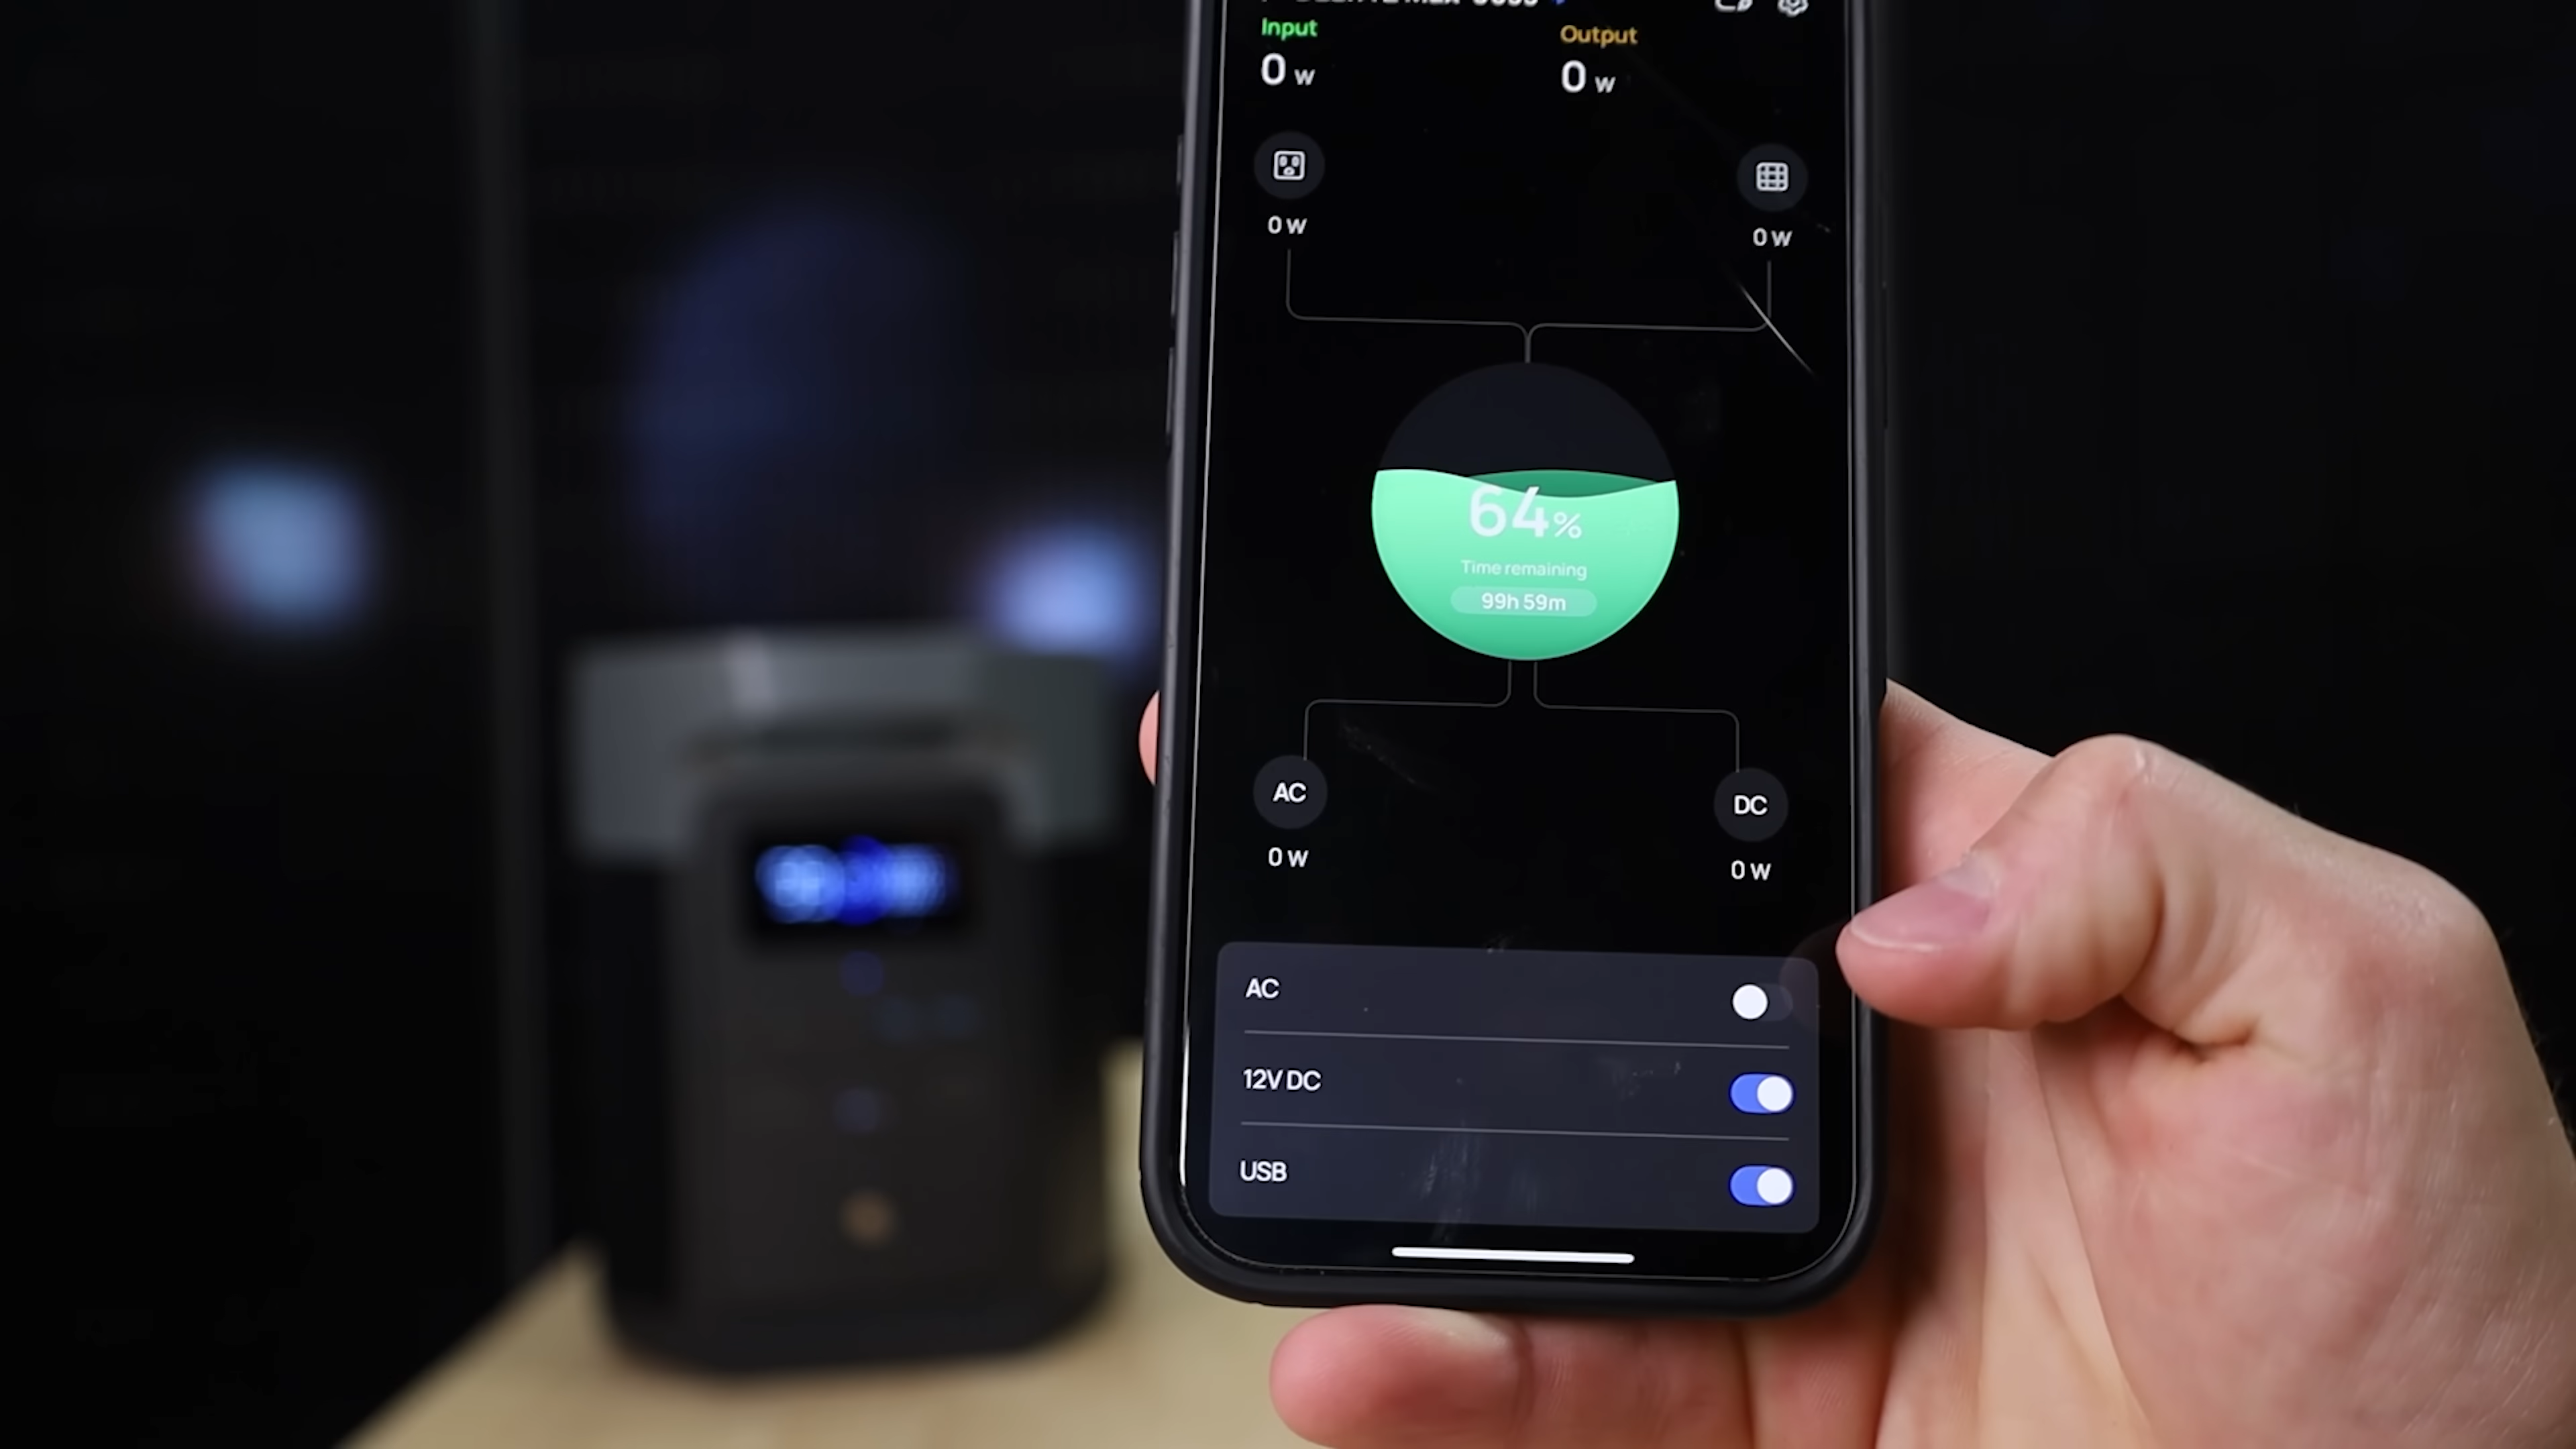 Input
Output
0 W
0 W
0 W
0 W
64%
Time remaining
99h 59m
AC
DC
0 W
0 W
AC
12V DC
USB